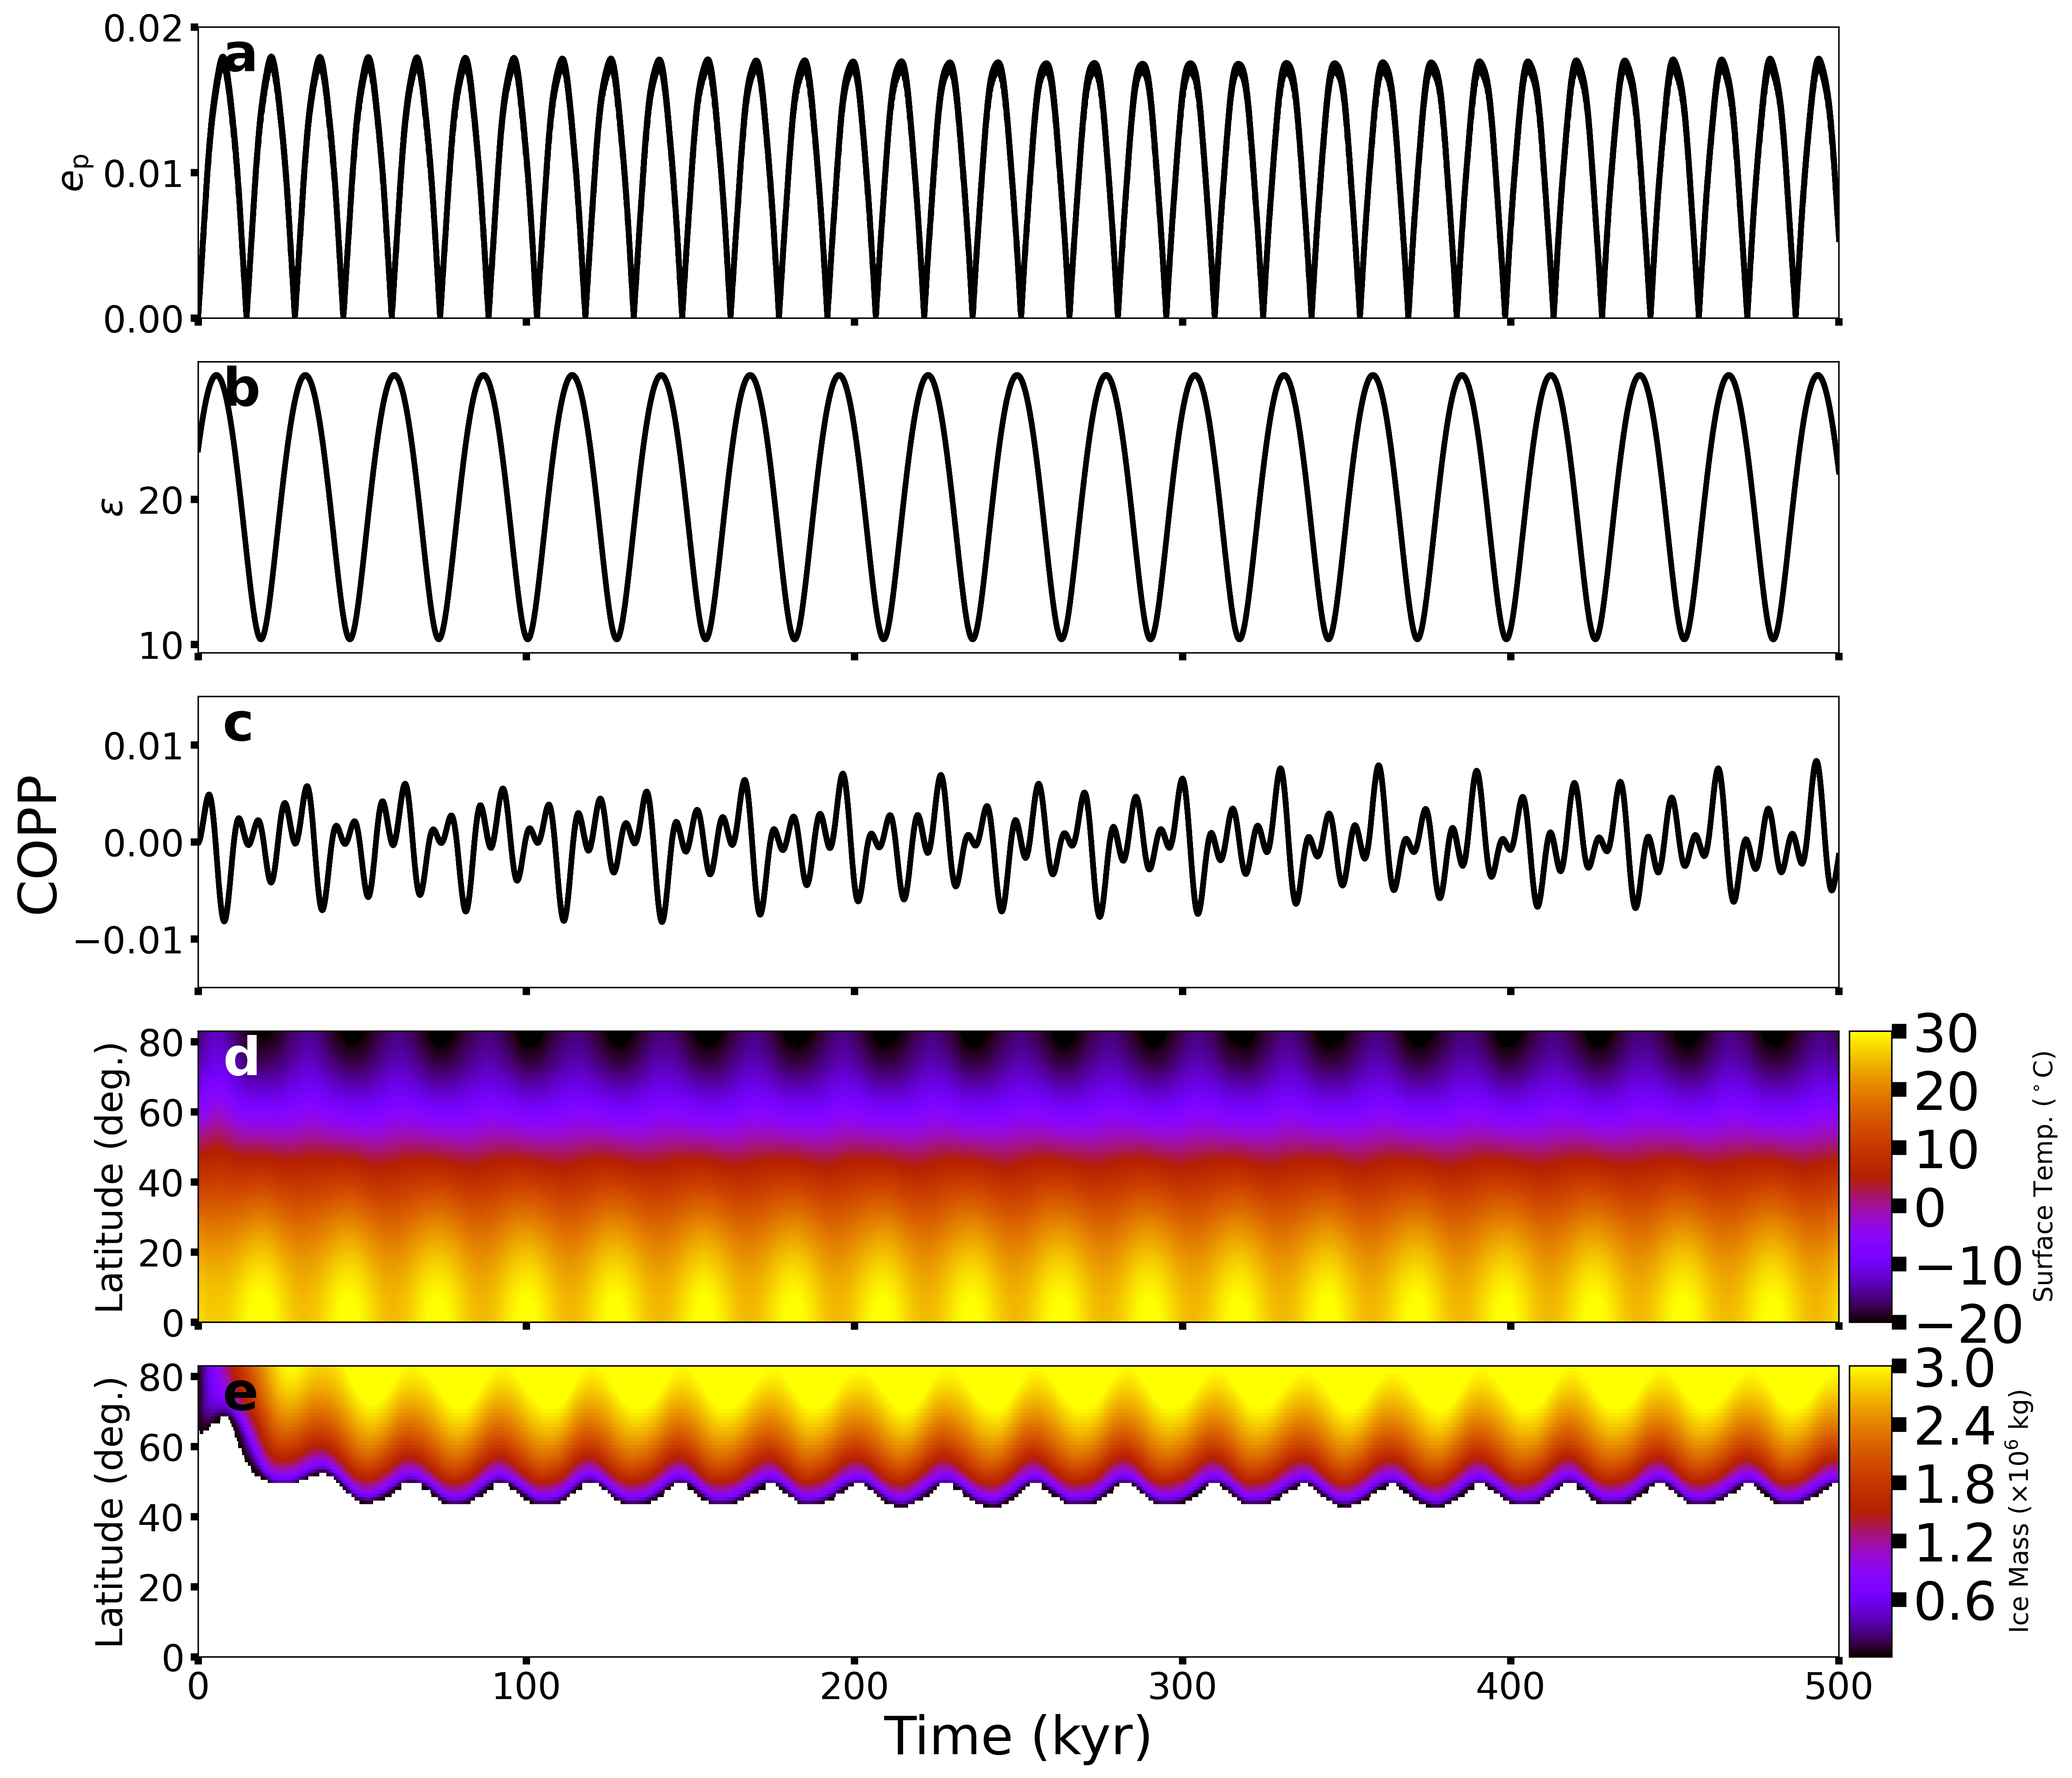 a
0.02
0.01
0.00
eₚ
b
20
10
ε
c
0.01
0.00
−0.01
COPP
d
80
60
40
20
0
Latitude (deg.)
30
20
10
0
−10
−20
Surface Temp. (°C)
e
80
60
40
20
0
Latitude (deg.)
3.0
2.4
1.8
1.2
0.6
Ice Mass (×10⁶ kg)
0 100 200 300 400 500
Time (kyr)